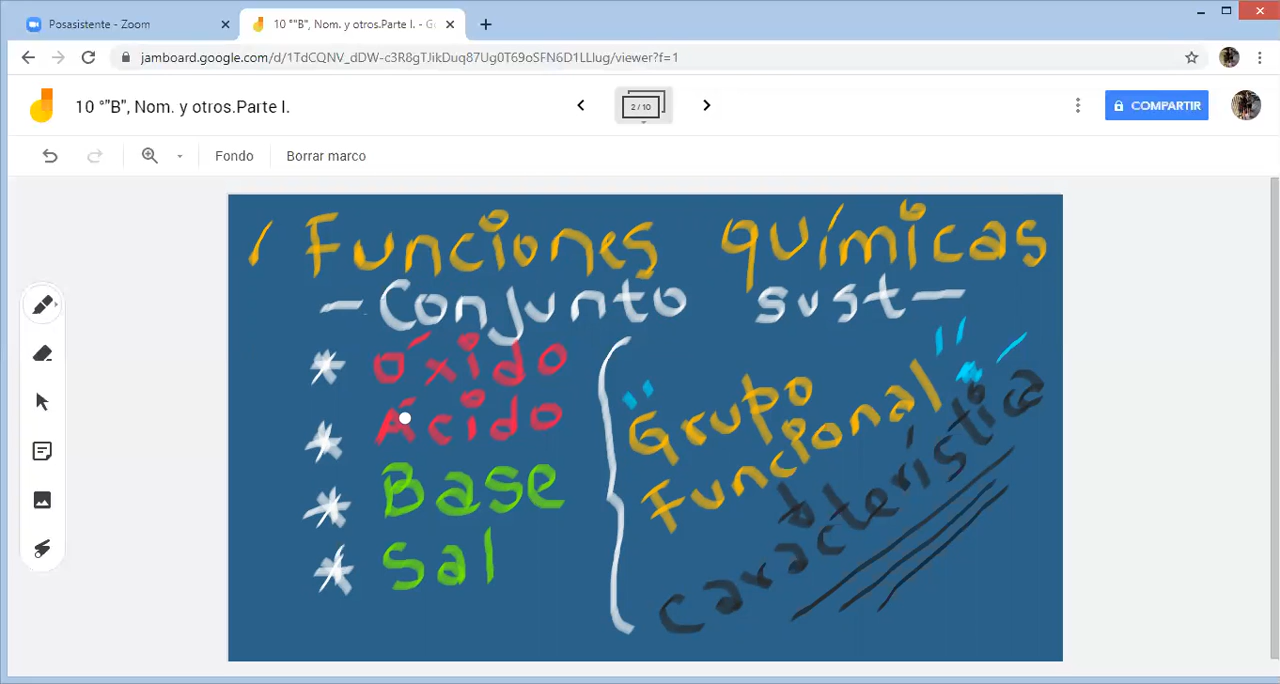 Posasistente - Zoom
10 °"B", Nom. y otros.Parte I. - Go
jamboard.google.com/d/1TdCQNV_dDW-c3R8gTJikDuq87Ug0T69oSFN6D1LLlug/viewer?f=1
10 °"B", Nom. y otros.Parte I.
2 / 10
COMPARTIR
Fondo
Borrar marco
Funciones químicas
- Conjunto sust -
* Óxido
* Ácido
* Base
* Sal
"Grupo
Funcional"
característica